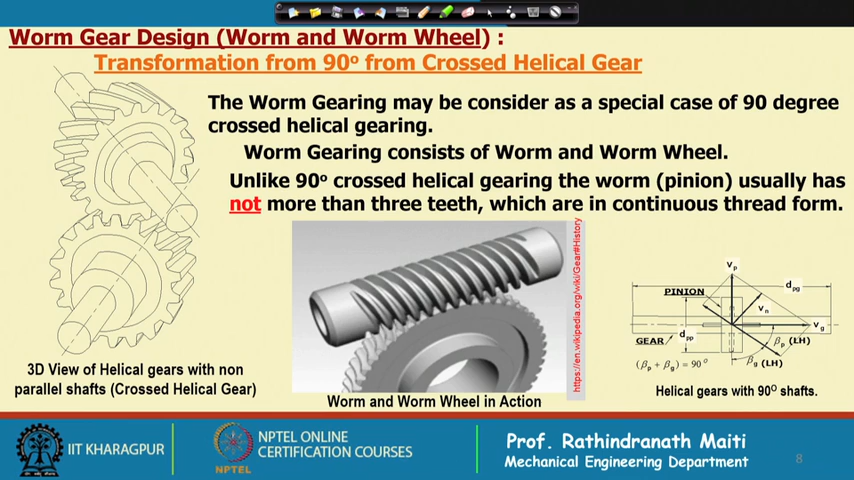 Worm Gear Design (Worm and Worm Wheel) :
Transformation from 90° from Crossed Helical Gear
The Worm Gearing may be consider as a special case of 90 degree
crossed helical gearing.
Worm Gearing consists of Worm and Worm Wheel.
Unlike 90° crossed helical gearing the worm (pinion) usually has
not more than three teeth, which are in continuous thread form.
https://en.wikipedia.org/wiki/Gear#History
vp
dpg
PINION
vn
vg
GEAR
dpp
βp (LH)
(βp + βg) = 90°
βg (LH)
3D View of Helical gears with non
parallel shafts (Crossed Helical Gear)
Worm and Worm Wheel in Action
Helical gears with 90O shafts.
IIT KHARAGPUR
NPTEL
NPTEL ONLINE
CERTIFICATION COURSES
Prof. Rathindranath Maiti
Mechanical Engineering Department
8